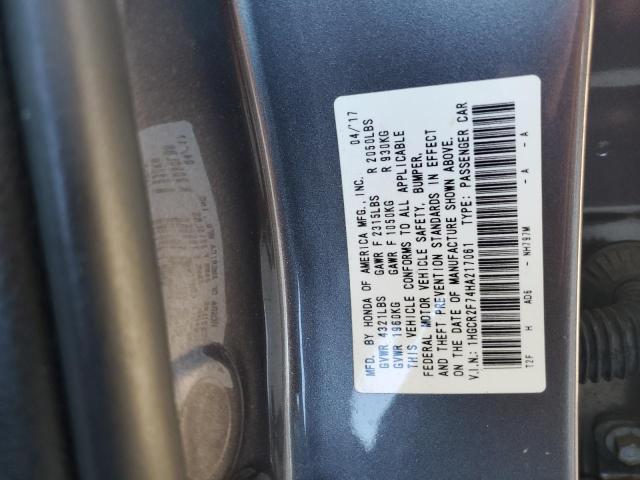 MFD. BY HONDA OF AMERICA MFG., INC. 04/17
GVWR 4321LBS GAWR F 2315LBS R 2050LBS
GVWR 1960KG GAWR F 1050KG R 930KG
THIS VEHICLE CONFORMS TO ALL APPLICABLE
FEDERAL MOTOR VEHICLE SAFETY, BUMPER,
AND THEFT PREVENTION STANDARDS IN EFFECT
ON THE DATE OF MANUFACTURE SHOWN ABOVE.
V.I.N.: 1HGCR2F74HA217061 TYPE: PASSENGER CAR
T2F H AD6 - NH797M - A - A